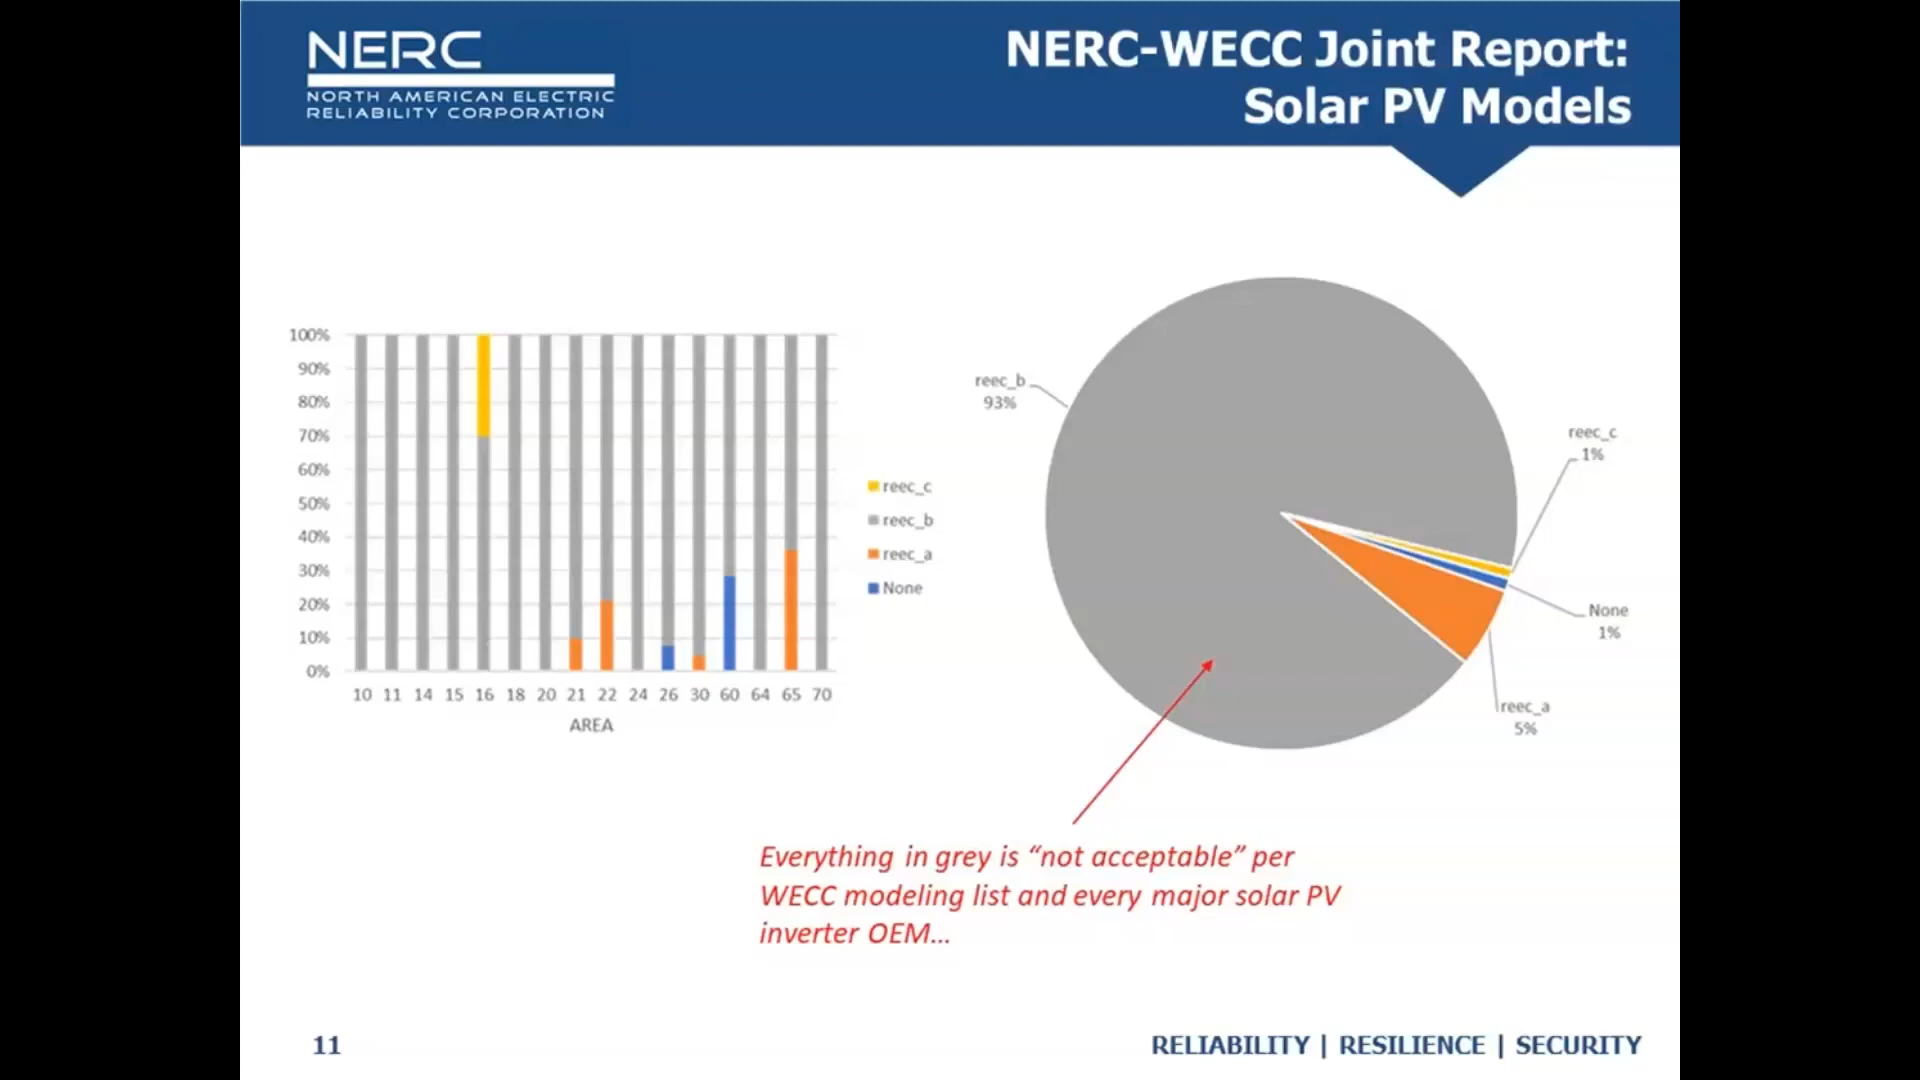 NERC
NORTH AMERICAN ELECTRIC
RELIABILITY CORPORATION
NERC-WECC Joint Report:
Solar PV Models
100%
90%
80%
70%
60%
50%
40%
30%
20%
10%
0%
10 11 14 15 16 18 20 21 22 24 26 30 60 64 65 70
AREA
reec_c
reec_b
reec_a
None
reec_b
93%
reec_c
1%
None
1%
reec_a
5%
Everything in grey is “not acceptable” per
WECC modeling list and every major solar PV
inverter OEM...
11
RELIABILITY | RESILIENCE | SECURITY